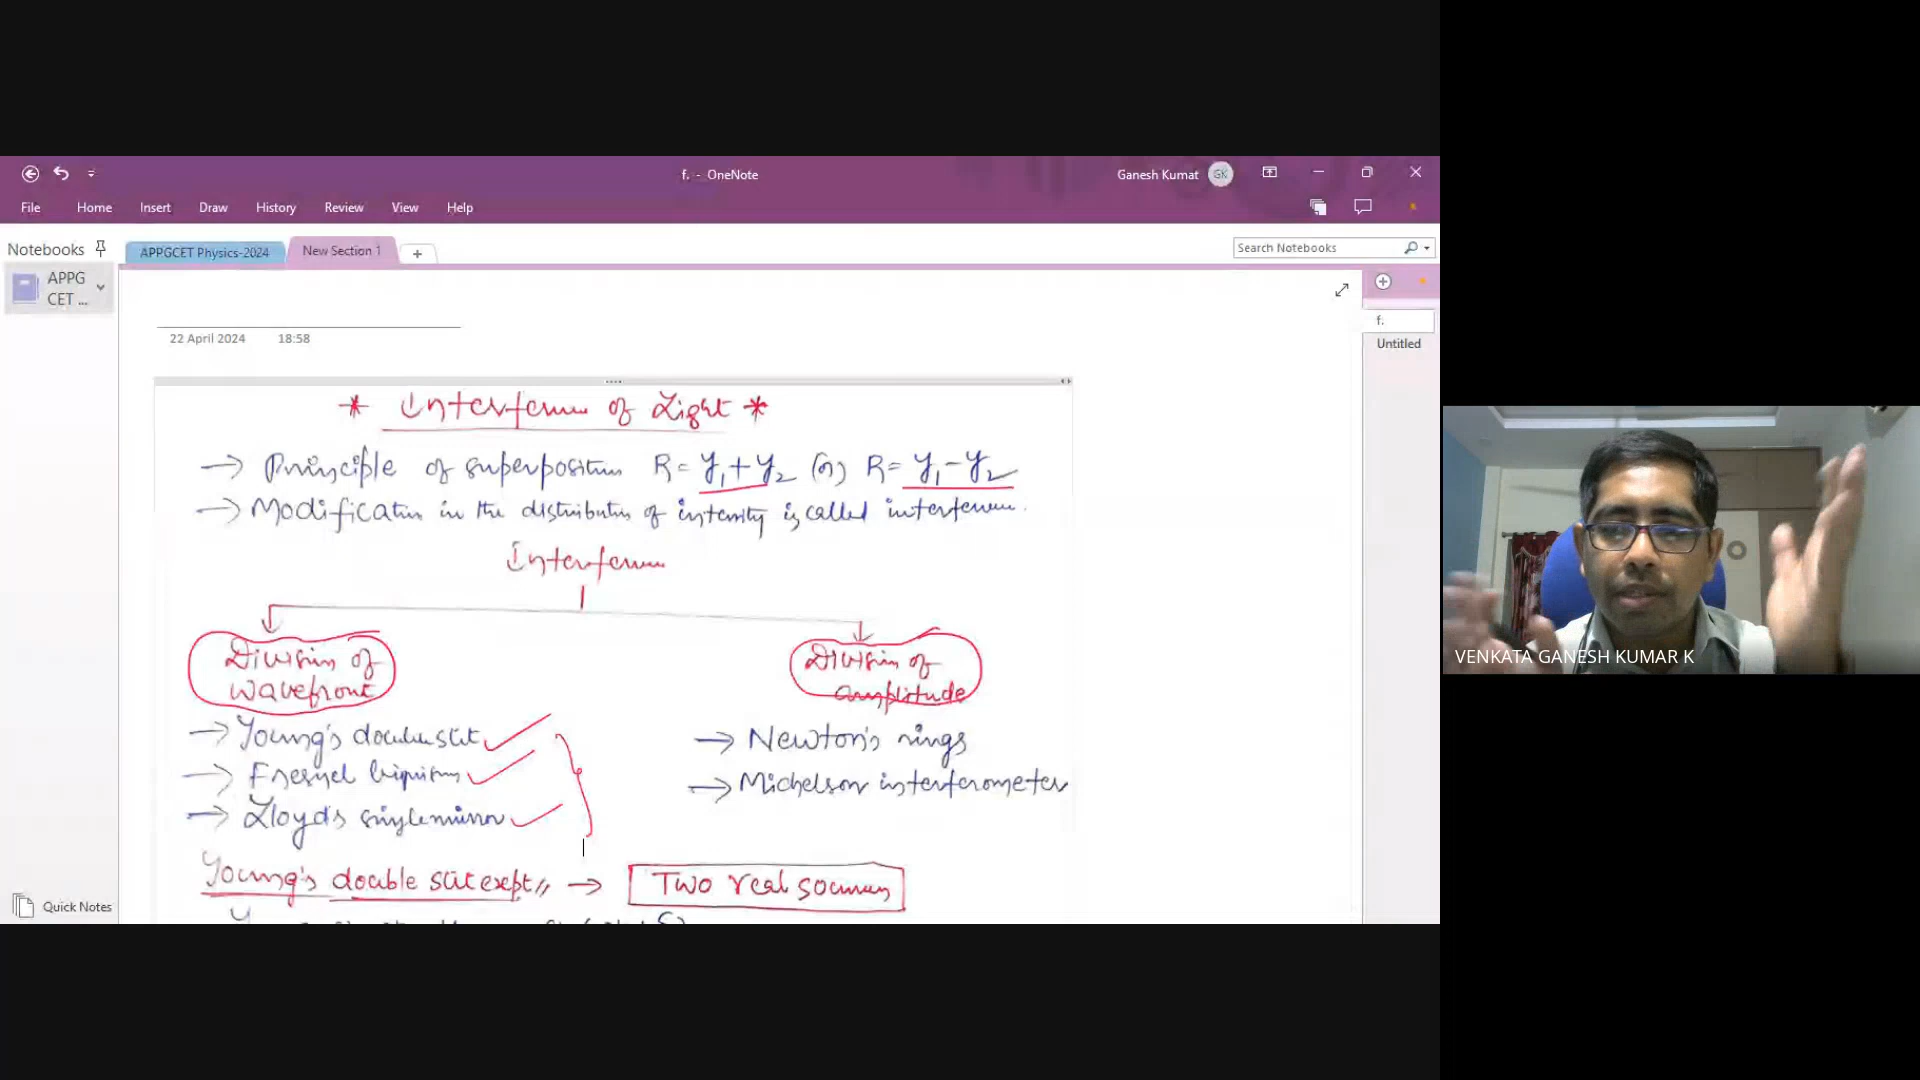 f. - OneNote
Ganesh Kumat GK
File Home Insert Draw History Review View Help
Notebooks
APPGCET Physics-2024 New Section 1 +
Search Notebooks
APPG
CET ...
f.
Untitled
22 April 2024 18:58
* Interference of Light *
→ Principle of superposition R = y₁+y₂ (or) R = y₁-y₂
→ Modification in the distribution of intensity is called interference.
Interference
Division of
wavefront
Division of
amplitude
→ Young's double slit
→ Fresnel biprism
→ Lloyd's single mirror
→ Newton's rings
→ Michelson interferometer
Young's double slit expt → Two real sources
Quick Notes
VENKATA GANESH KUMAR K